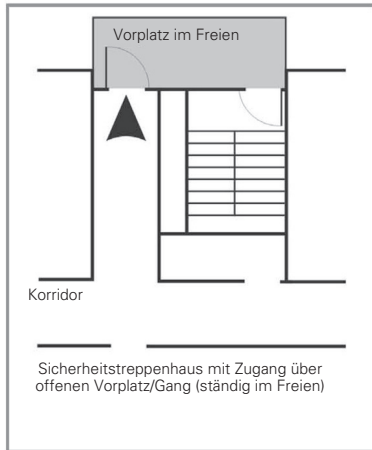 Vorplatz im Freien
Korridor
Sicherheitstreppenhaus mit Zugang über
offenen Vorplatz/Gang (ständig im Freien)